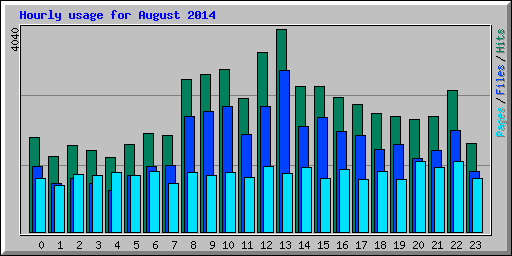 Hourly usage for August 2014
4040
Pages/Files/Hits
0 1 2 3 4 5 6 7 8 9 10 11 12 13 14 15 16 17 18 19 20 21 22 23